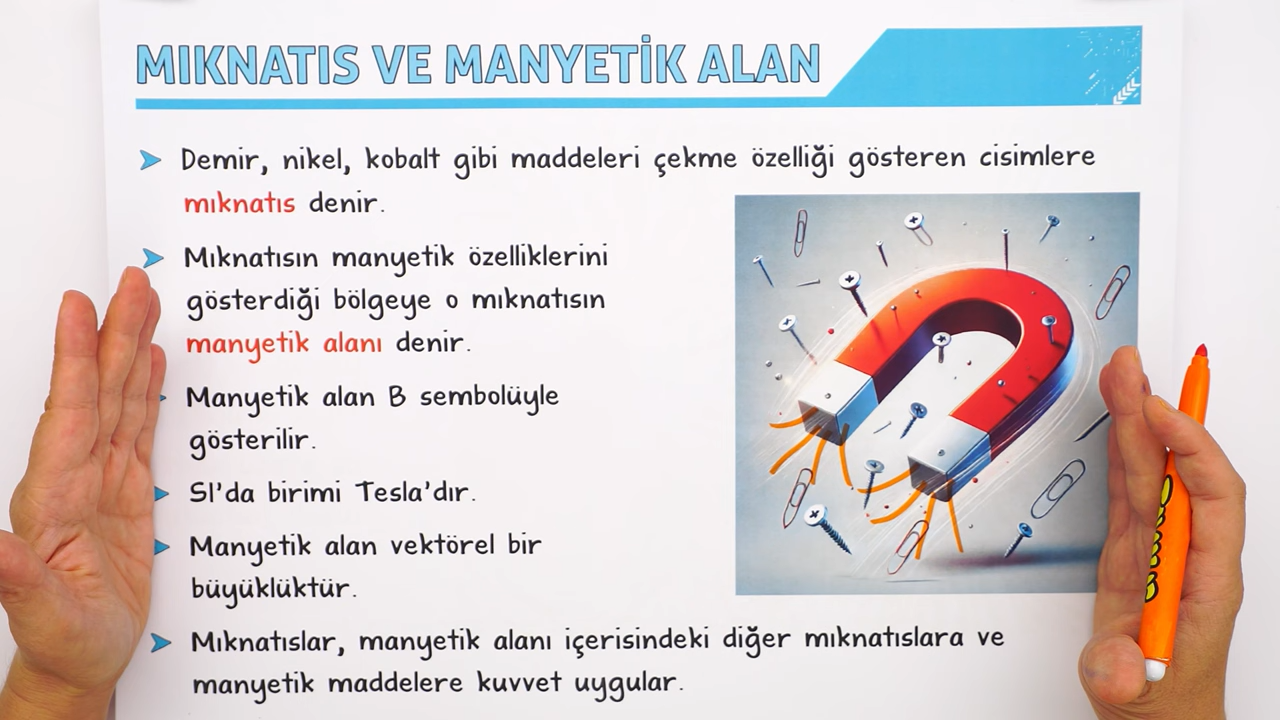 MIKNATIS VE MANYETİK ALAN
Demir, nikel, kobalt gibi maddeleri çekme özelliği gösteren cisimlere
mıknatıs denir.
Mıknatısın manyetik özelliklerini
gösterdiği bölgeye o mıknatısın
manyetik alanı denir.
Manyetik alan B sembolüyle
gösterilir.
SI'da birimi Tesla'dır.
Manyetik alan vektörel bir
büyüklüktür.
Mıknatıslar, manyetik alanı içerisindeki diğer mıknatıslara ve
manyetik maddelere kuvvet uygular.